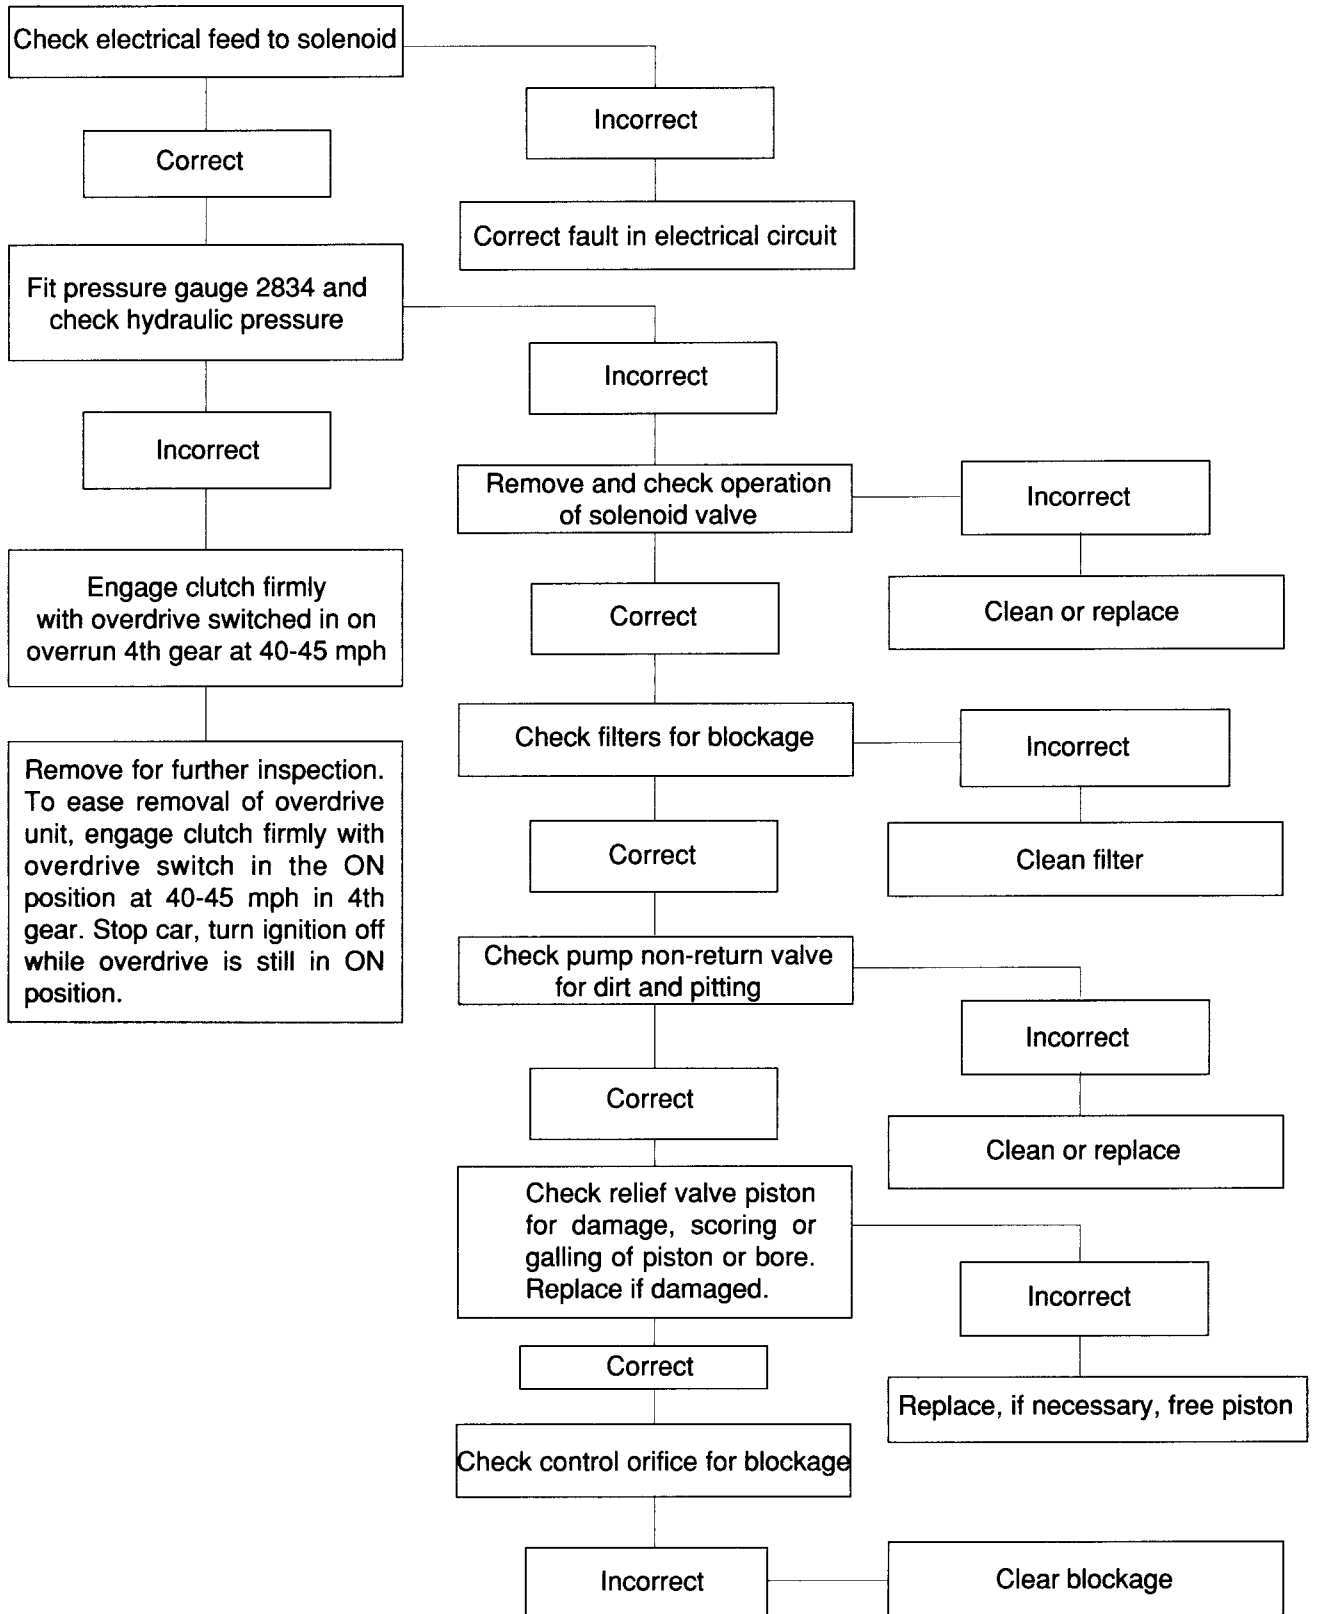 Check electrical feed to solenoid
Incorrect
Correct
Correct fault in electrical circuit
Fit pressure gauge 2834 and
check hydraulic pressure
Incorrect
Incorrect
Remove and check operation
of solenoid valve
Incorrect
Engage clutch firmly
with overdrive switched in on
overrun 4th gear at 40-45 mph
Correct
Clean or replace
Check filters for blockage
Incorrect
Remove for further inspection.
To ease removal of overdrive
unit, engage clutch firmly with
overdrive switch in the ON
position at 40-45 mph in 4th
gear. Stop car, turn ignition off
while overdrive is still in ON
position.
Correct
Clean filter
Check pump non-return valve
for dirt and pitting
Incorrect
Correct
Clean or replace
Check relief valve piston
for damage, scoring or
galling of piston or bore.
Replace if damaged.
Incorrect
Correct
Replace, if necessary, free piston
Check control orifice for blockage
Incorrect
Clear blockage